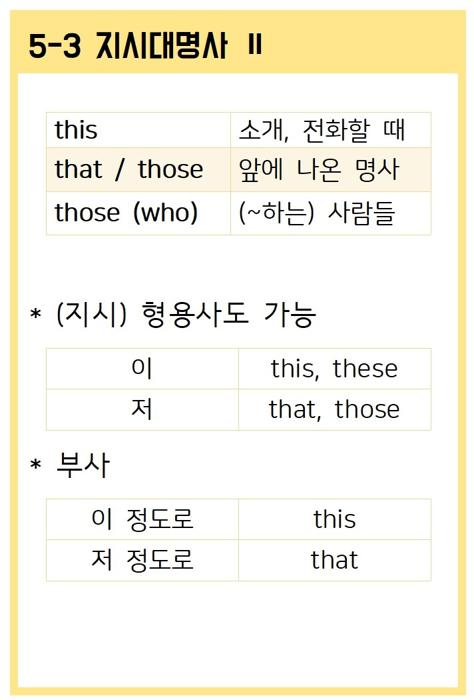 5-3 지시대명사 II
this 소개, 전화할 때
that / those 앞에 나온 명사
those (who) (~하는) 사람들
* (지시) 형용사도 가능
이 this, these
저 that, those
* 부사
이 정도로 this
저 정도로 that